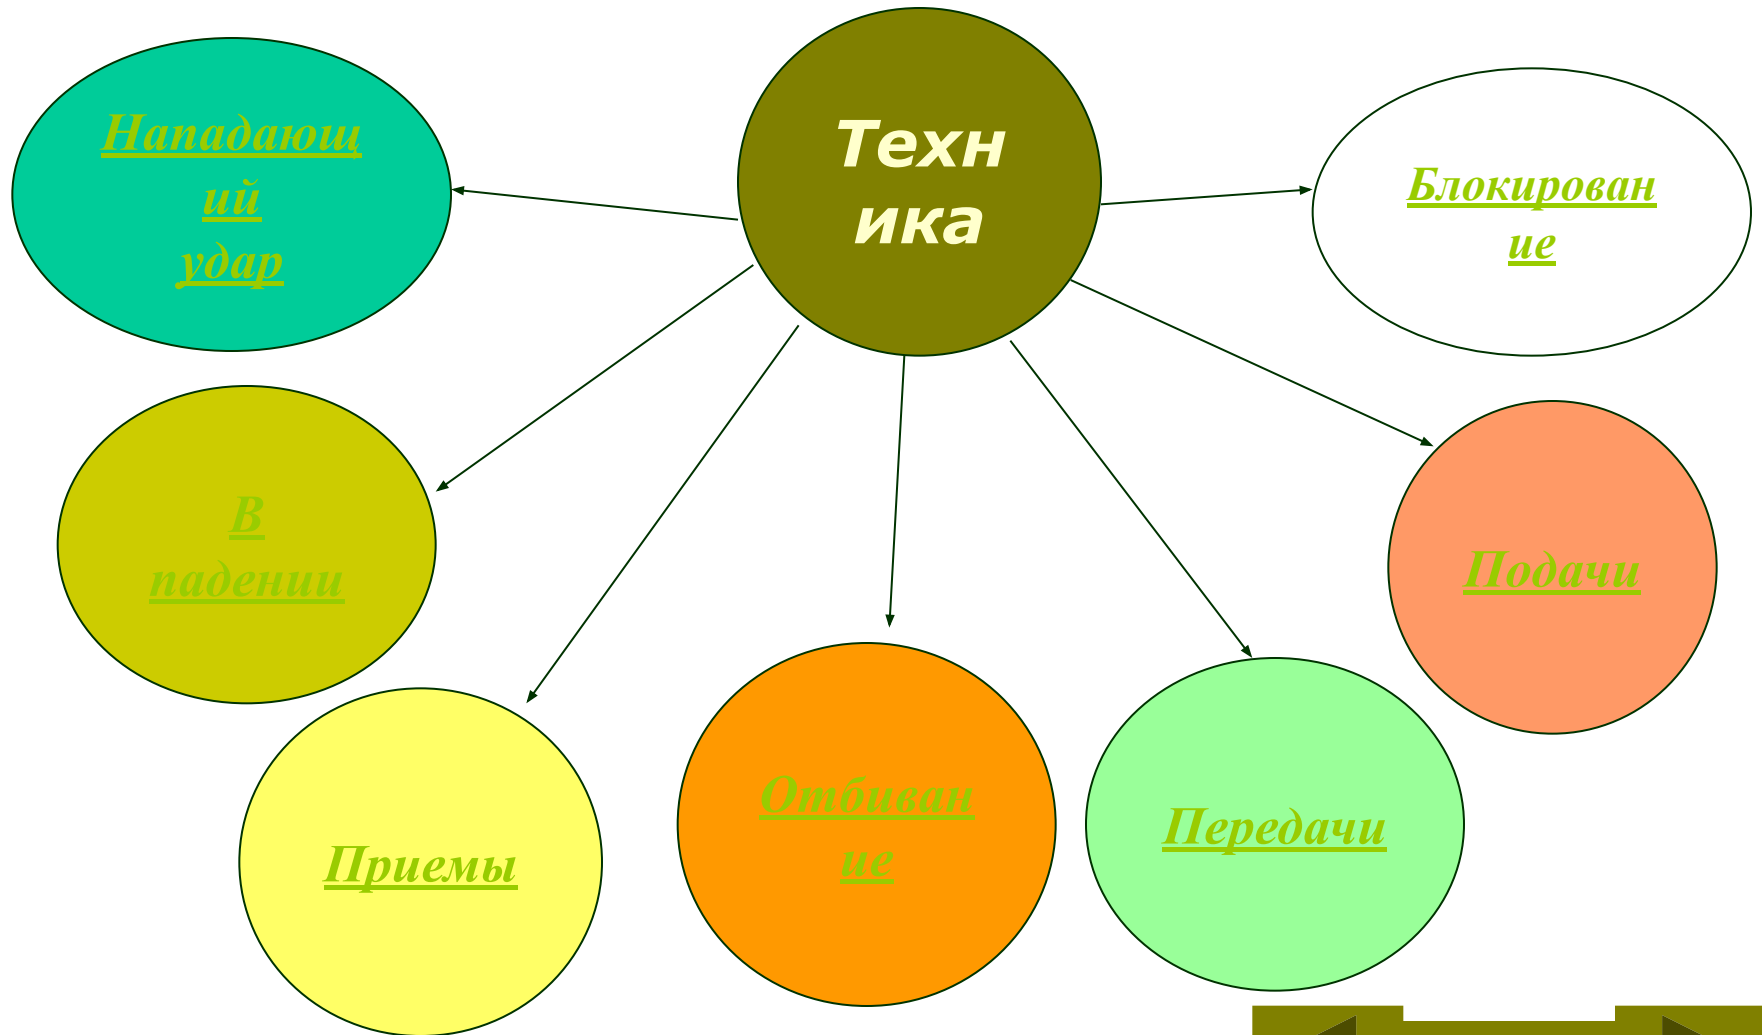 Техн
ика
Нападающ
ий
удар
Блокирован
ие
В
падении
Подачи
Приемы
Отбиван
ие
Передачи